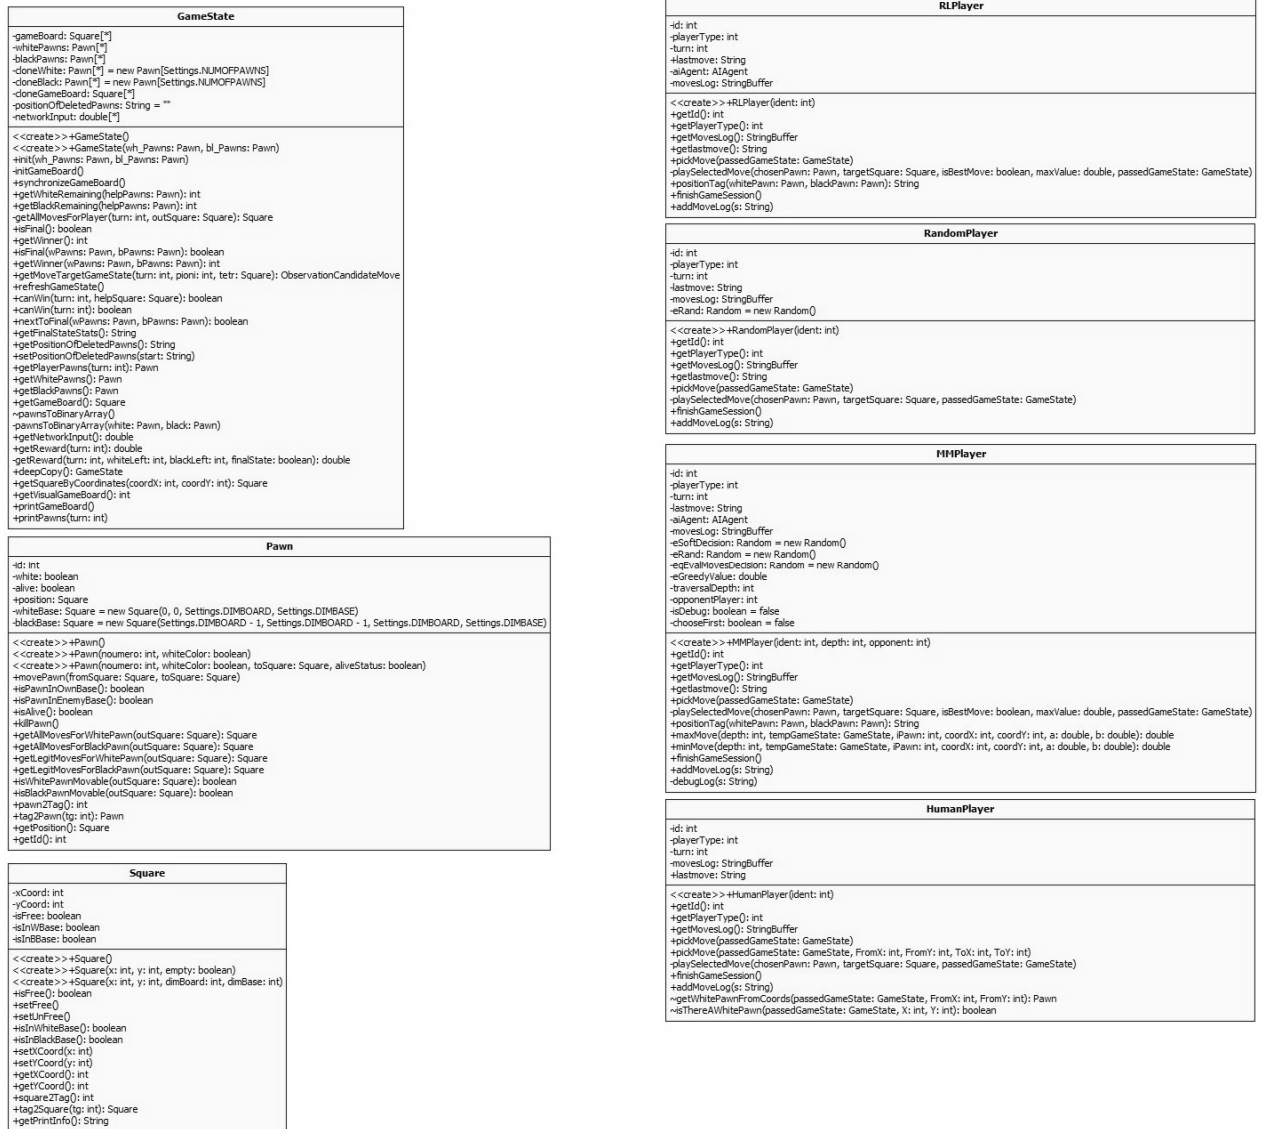 GameState
-gameBoard: Square[*]
-whitePawns: Pawn[*]
-blackPawns: Pawn[*]
-cloneWhite: Pawn[*] = new Pawn[Settings.NUMOFPAWNS]
-cloneBlack: Pawn[*] = new Pawn[Settings.NUMOFPAWNS]
-cloneGameBoard: Square[*]
-positionOfDeletedPawns: String = ""
-networkInput: double[*]
<<create>>+GameState()
<<create>>+GameState(wh_Pawns: Pawn, bl_Pawns: Pawn)
+init(wh_Pawns: Pawn, bl_Pawns: Pawn)
-initGameBoard()
+synchronizeGameBoard()
+getWhiteRemaining(helpPawns: Pawn): int
+getBlackRemaining(helpPawns: Pawn): int
-getAllMovesForPlayer(turn: int, outSquare: Square): Square
+isFinal(): boolean
+getWinner(): int
+isFinal(wPawns: Pawn, bPawns: Pawn): boolean
+getWinner(wPawns: Pawn, bPawns: Pawn): int
+getMoveTargetGameState(turn: int, pioni: int, tetr: Square): ObservationCandidateMove
+refreshGameState()
+canWin(turn: int, helpSquare: Square): boolean
+canWin(turn: int): boolean
+nextToFinal(wPawns: Pawn, bPawns: Pawn): boolean
+getFinalStateStats(): String
+getPositionOfDeletedPawns(): String
+setPositionOfDeletedPawns(start: String)
+getPlayerPawns(turn: int): Pawn
+getWhitePawns(): Pawn
+getBlackPawns(): Pawn
+getGameBoard(): Square
~pawnsToBinaryArray()
-pawnsToBinaryArray(white: Pawn, black: Pawn)
+getNetworkInput(): double
+getReward(turn: int): double
-getReward(turn: int, whiteLeft: int, blackLeft: int, finalState: boolean): double
+deepCopy(): GameState
+getSquareByCoordinates(coordX: int, coordY: int): Square
+getVisualGameBoard(): int
+printGameBoard()
+printPawns(turn: int)
Pawn
-id: int
-white: boolean
-alive: boolean
+position: Square
-whiteBase: Square = new Square(0, 0, Settings.DIMBOARD, Settings.DIMBASE)
-blackBase: Square = new Square(Settings.DIMBOARD - 1, Settings.DIMBOARD - 1, Settings.DIMBOARD, Settings.DIMBASE)
<<create>>+Pawn()
<<create>>+Pawn(noumero: int, whiteColor: boolean)
<<create>>+Pawn(noumero: int, whiteColor: boolean, toSquare: Square, aliveStatus: boolean)
+movePawn(fromSquare: Square, toSquare: Square)
+isPawnInOwnBase(): boolean
+isPawnInEnemyBase(): boolean
+isAlive(): boolean
+killPawn()
+getAllMovesForWhitePawn(outSquare: Square): Square
+getAllMovesForBlackPawn(outSquare: Square): Square
+getLegitMovesForWhitePawn(outSquare: Square): Square
+getLegitMovesForBlackPawn(outSquare: Square): Square
+isWhitePawnMovable(outSquare: Square): boolean
+isBlackPawnMovable(outSquare: Square): boolean
+pawn2Tag(): int
+tag2Pawn(tg: int): Pawn
+getPosition(): Square
+getId(): int
Square
-xCoord: int
-yCoord: int
-isFree: boolean
-isInWBase: boolean
-isInBBase: boolean
<<create>>+Square()
<<create>>+Square(x: int, y: int, empty: boolean)
<<create>>+Square(x: int, y: int, dimBoard: int, dimBase: int)
+isFree(): boolean
+setFree()
+setUnFree()
+isInWhiteBase(): boolean
+isInBlackBase(): boolean
+setXCoord(x: int)
+setYCoord(y: int)
+getXCoord(): int
+getYCoord(): int
+square2Tag(): int
+tag2Square(tg: int): Square
+getPrintInfo(): String
RLPlayer
-id: int
-playerType: int
-turn: int
+lastmove: String
-aiAgent: AIAgent
-movesLog: StringBuffer
<<create>>+RLPlayer(ident: int)
+getId(): int
+getPlayerType(): int
+getMovesLog(): StringBuffer
+getlastmove(): String
+pickMove(passedGameState: GameState)
-playSelectedMove(chosenPawn: Pawn, targetSquare: Square, isBestMove: boolean, maxValue: double, passedGameState: GameState)
+positionTag(whitePawn: Pawn, blackPawn: Pawn): String
+finishGameSession()
+addMoveLog(s: String)
RandomPlayer
-id: int
-playerType: int
-turn: int
-lastmove: String
-movesLog: StringBuffer
-eRand: Random = new Random()
<<create>>+RandomPlayer(ident: int)
+getId(): int
+getPlayerType(): int
+getMovesLog(): StringBuffer
+getlastmove(): String
+pickMove(passedGameState: GameState)
-playSelectedMove(chosenPawn: Pawn, targetSquare: Square, passedGameState: GameState)
+finishGameSession()
+addMoveLog(s: String)
MMPlayer
-id: int
-playerType: int
-turn: int
-lastmove: String
-aiAgent: AIAgent
-movesLog: StringBuffer
-eSoftDecision: Random = new Random()
-eRand: Random = new Random()
-eqEvalMovesDecision: Random = new Random()
-eGreedyValue: double
-traversalDepth: int
-opponentPlayer: int
-isDebug: boolean = false
-chooseFirst: boolean = false
<<create>>+MMPlayer(ident: int, depth: int, opponent: int)
+getId(): int
+getPlayerType(): int
+getMovesLog(): StringBuffer
+getlastmove(): String
+pickMove(passedGameState: GameState)
-playSelectedMove(chosenPawn: Pawn, targetSquare: Square, isBestMove: boolean, maxValue: double, passedGameState: GameState)
+positionTag(whitePawn: Pawn, blackPawn: Pawn): String
+maxMove(depth: int, tempGameState: GameState, iPawn: int, coordX: int, coordY: int, a: double, b: double): double
+minMove(depth: int, tempGameState: GameState, iPawn: int, coordX: int, coordY: int, a: double, b: double): double
+finishGameSession()
+addMoveLog(s: String)
-debugLog(s: String)
HumanPlayer
-id: int
-playerType: int
-turn: int
-movesLog: StringBuffer
+lastmove: String
<<create>>+HumanPlayer(ident: int)
+getId(): int
+getPlayerType(): int
+getMovesLog(): StringBuffer
+pickMove(passedGameState: GameState)
+pickMove(passedGameState: GameState, FromX: int, FromY: int, ToX: int, ToY: int)
-playSelectedMove(chosenPawn: Pawn, targetSquare: Square, passedGameState: GameState)
+finishGameSession()
+addMoveLog(s: String)
~getWhitePawnFromCoords(passedGameState: GameState, FromX: int, FromY: int): Pawn
~isThereAWhitePawn(passedGameState: GameState, X: int, Y: int): boolean